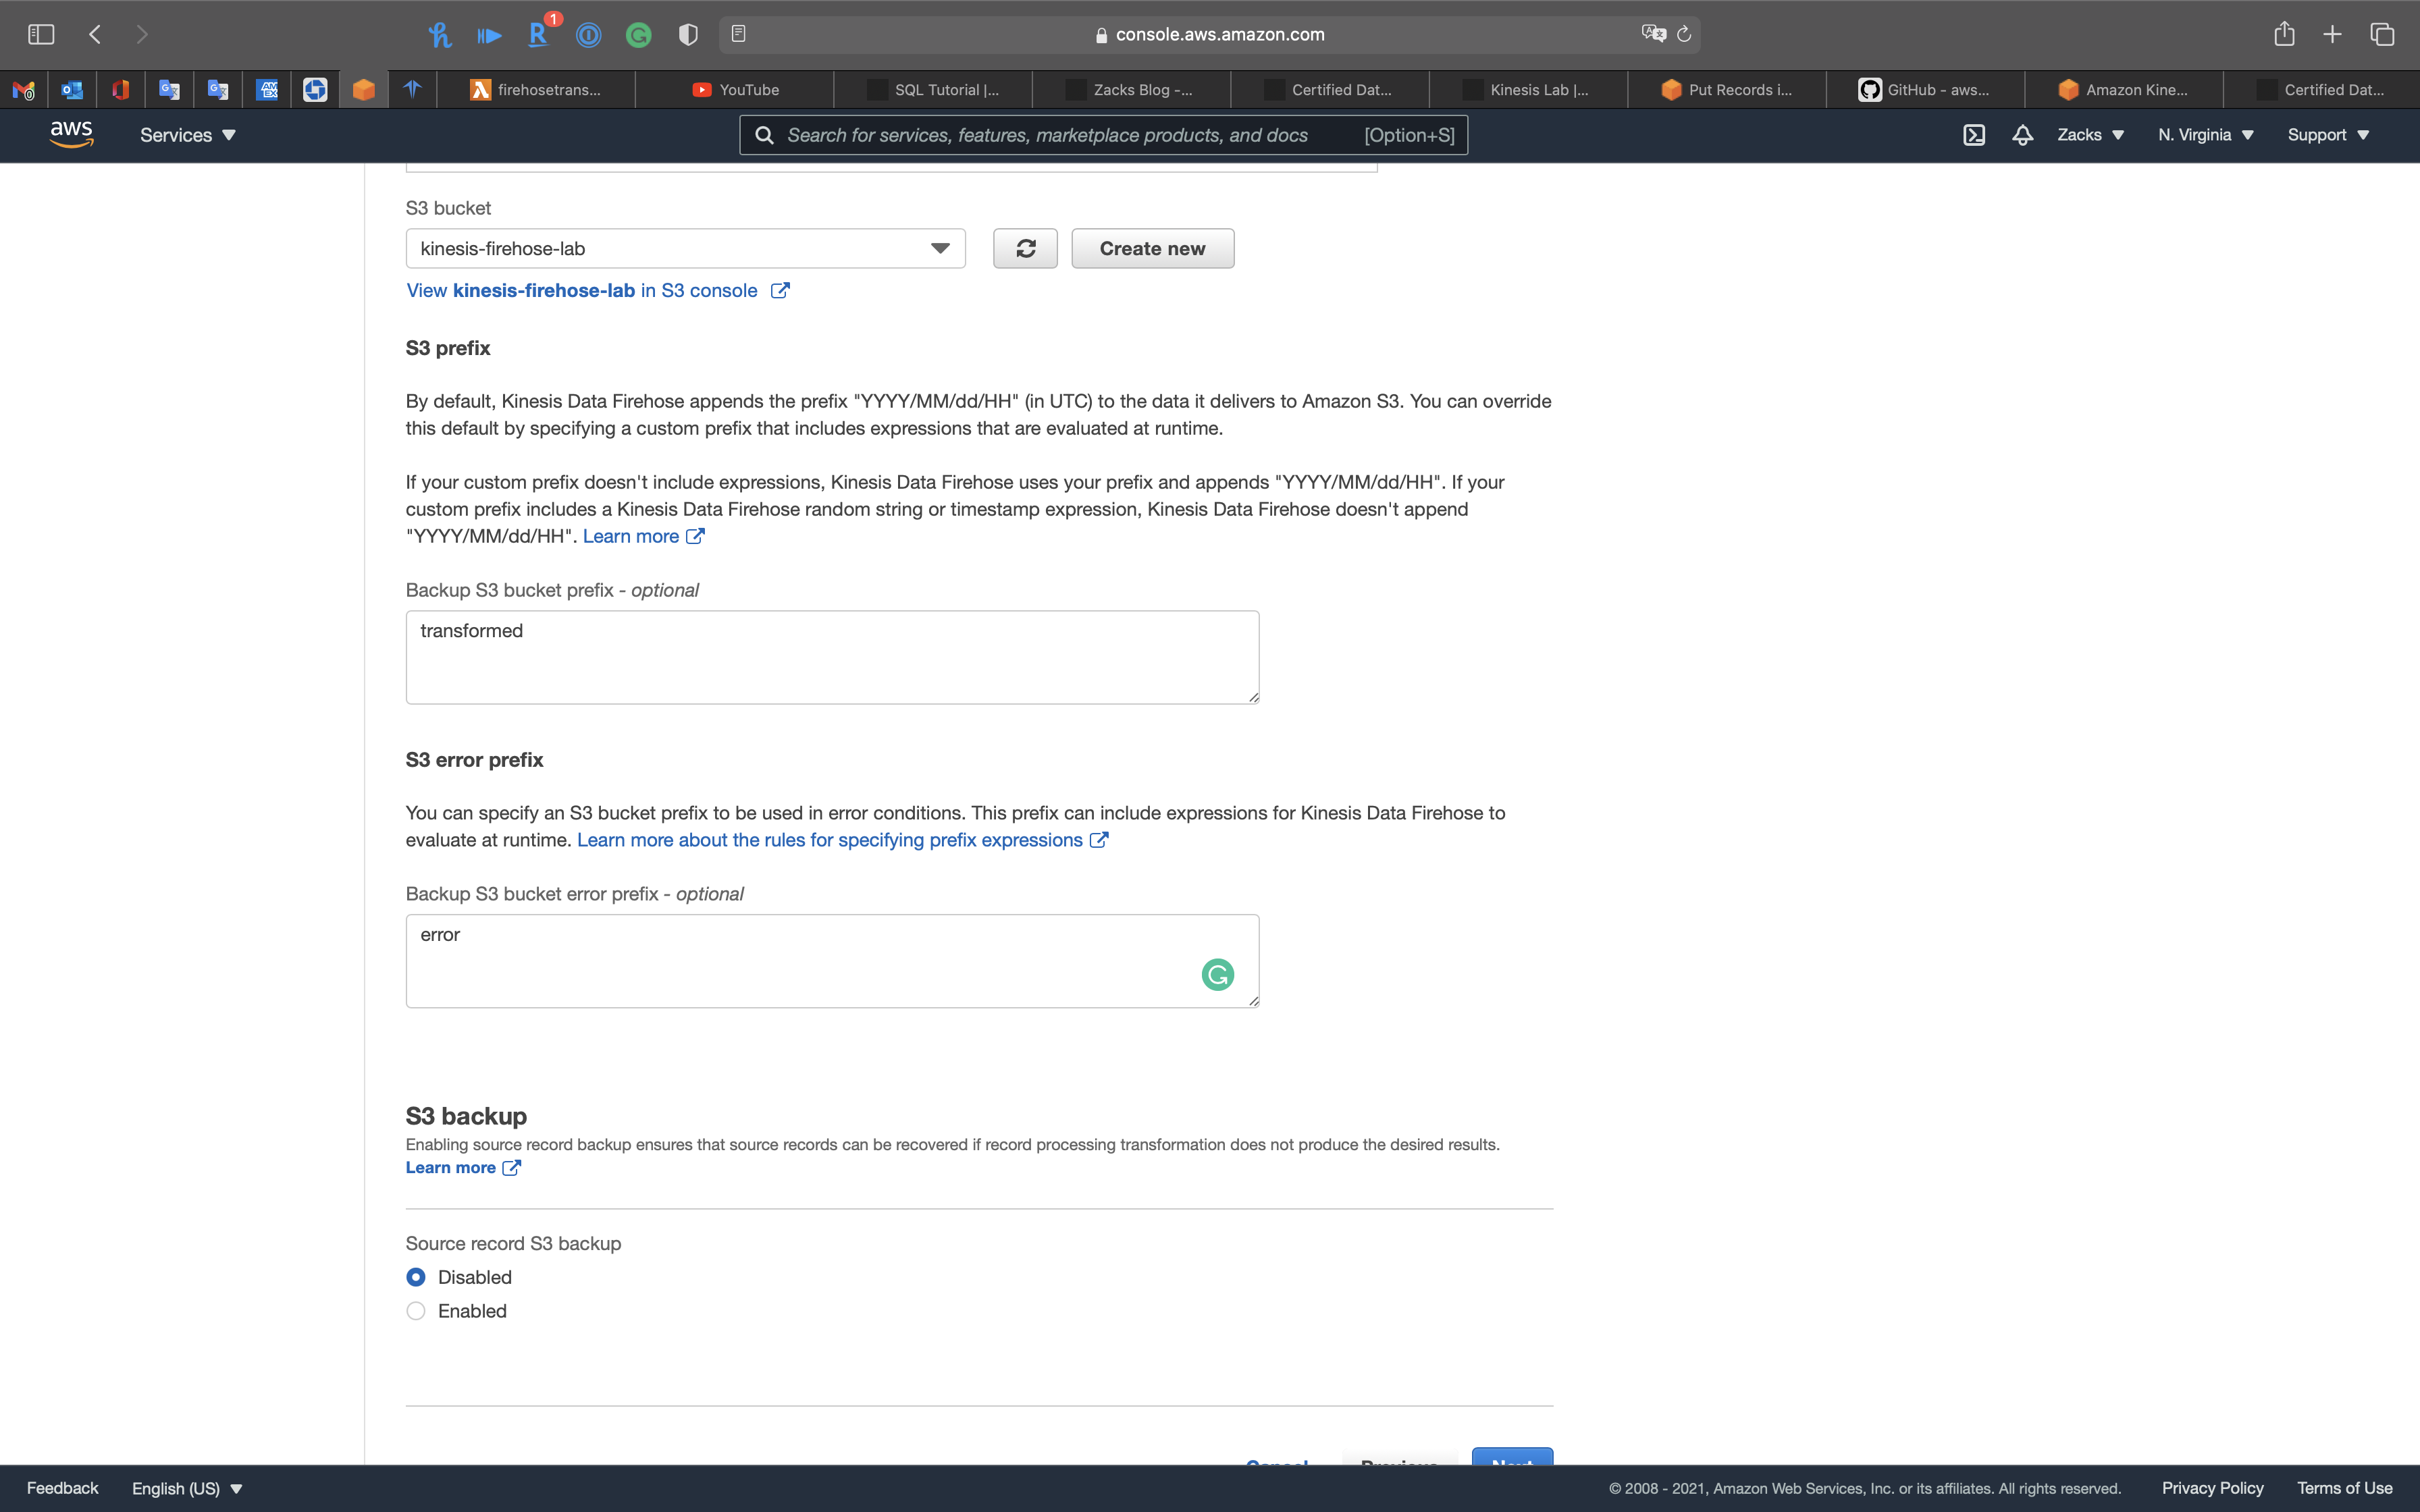 1
console.aws.amazon.com
firehosetrans...
YouTube
SQL Tutorial |...
Zacks Blog -...
Certified Dat...
Kinesis Lab |...
Put Records i...
GitHub - aws...
Amazon Kine...
Certified Dat...
aws
Services
Search for services, features, marketplace products, and docs [Option+S]
Zacks
N. Virginia
Support
S3 bucket
kinesis-firehose-lab
Create new
View kinesis-firehose-lab in S3 console
S3 prefix
By default, Kinesis Data Firehose appends the prefix "YYYY/MM/dd/HH" (in UTC) to the data it delivers to Amazon S3. You can override
this default by specifying a custom prefix that includes expressions that are evaluated at runtime.
If your custom prefix doesn't include expressions, Kinesis Data Firehose uses your prefix and appends "YYYY/MM/dd/HH". If your
custom prefix includes a Kinesis Data Firehose random string or timestamp expression, Kinesis Data Firehose doesn't append
"YYYY/MM/dd/HH". Learn more
Backup S3 bucket prefix - optional
transformed
S3 error prefix
You can specify an S3 bucket prefix to be used in error conditions. This prefix can include expressions for Kinesis Data Firehose to
evaluate at runtime. Learn more about the rules for specifying prefix expressions
Backup S3 bucket error prefix - optional
error
S3 backup
Enabling source record backup ensures that source records can be recovered if record processing transformation does not produce the desired results.
Learn more
Source record S3 backup
Disabled
Enabled
Cancel Previous Next
Feedback
English (US)
© 2008 - 2021, Amazon Web Services, Inc. or its affiliates. All rights reserved.
Privacy Policy
Terms of Use